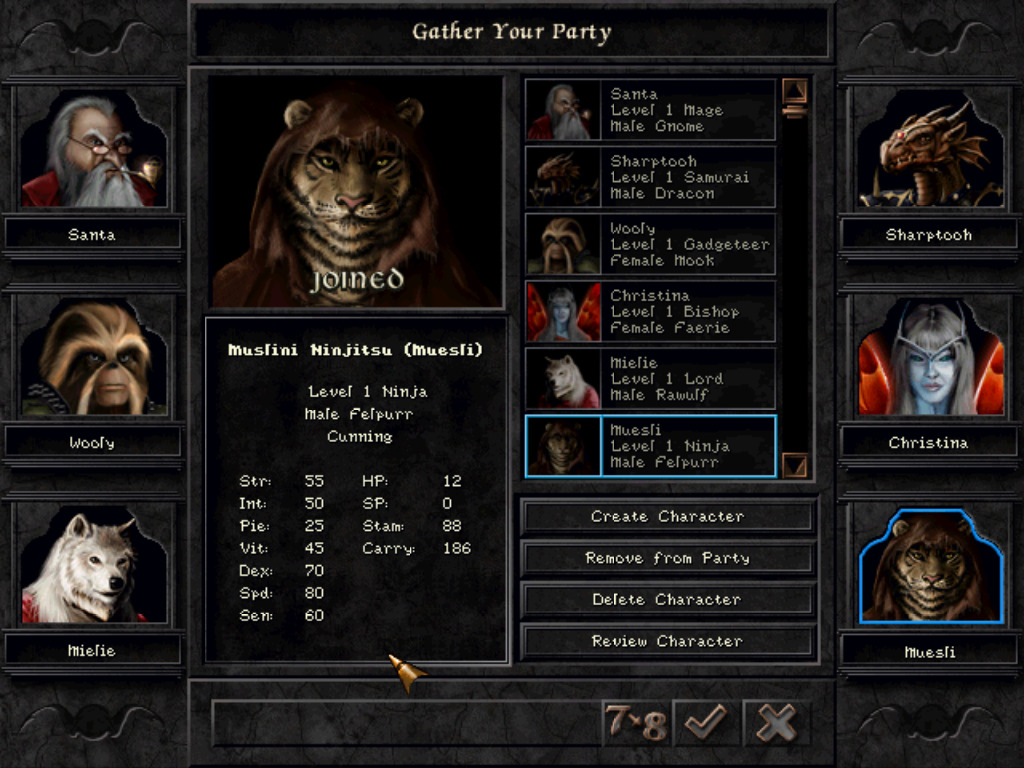 Gather Your Party
Santa
Wooly
Mielie
JOINED
Muslini Ninjitsu (Muesli)
Level 1 Ninja
Male Felpurr
Cunning
Str: 55 HP: 12
Int: 50 SP: 0
Pie: 25 Stam: 88
Vit: 45 Carry: 186
Dex: 70
Spd: 80
Sen: 60
Santa
Level 1 Mage
Male Gnome
Sharptooh
Level 1 Samurai
Male Dracon
Wooly
Level 1 Gadgeteer
Female Mook
Christina
Level 1 Bishop
Female Faerie
Mielie
Level 1 Lord
Male Rawulf
Muesli
Level 1 Ninja
Male Felpurr
Create Character
Remove from Party
Delete Character
Review Character
7▸8
Sharptooh
Christina
Muesli